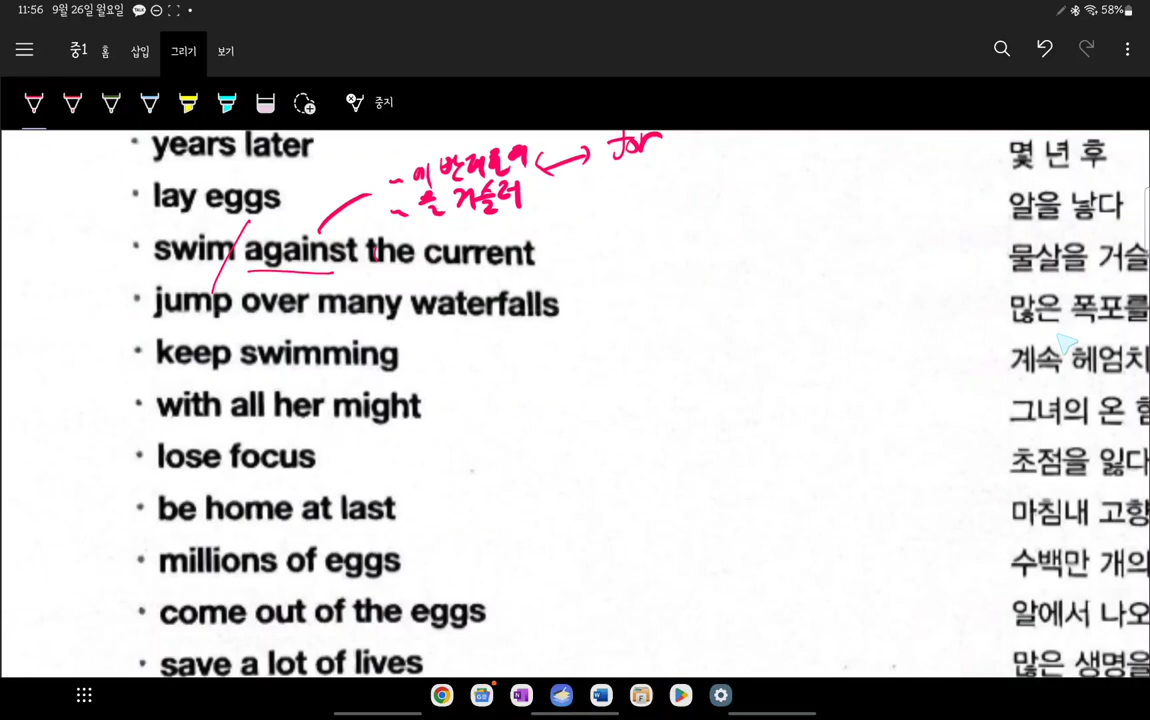 11:56 9월 26일 월요일 TALK 58%
중1 홈 삽입 그리기 보기
중지
years later 몇 년 후
~이 반대로 ↔ for
lay eggs 알을 낳다
~을 거슬러
swim against the current 물살을 거슬
jump over many waterfalls 많은 폭포를
keep swimming 계속 헤엄치
with all her might 그녀의 온 힘
lose focus 초점을 잃다
be home at last 마침내 고향
millions of eggs 수백만 개의
come out of the eggs 알에서 나오
save a lot of lives 많은 생명을